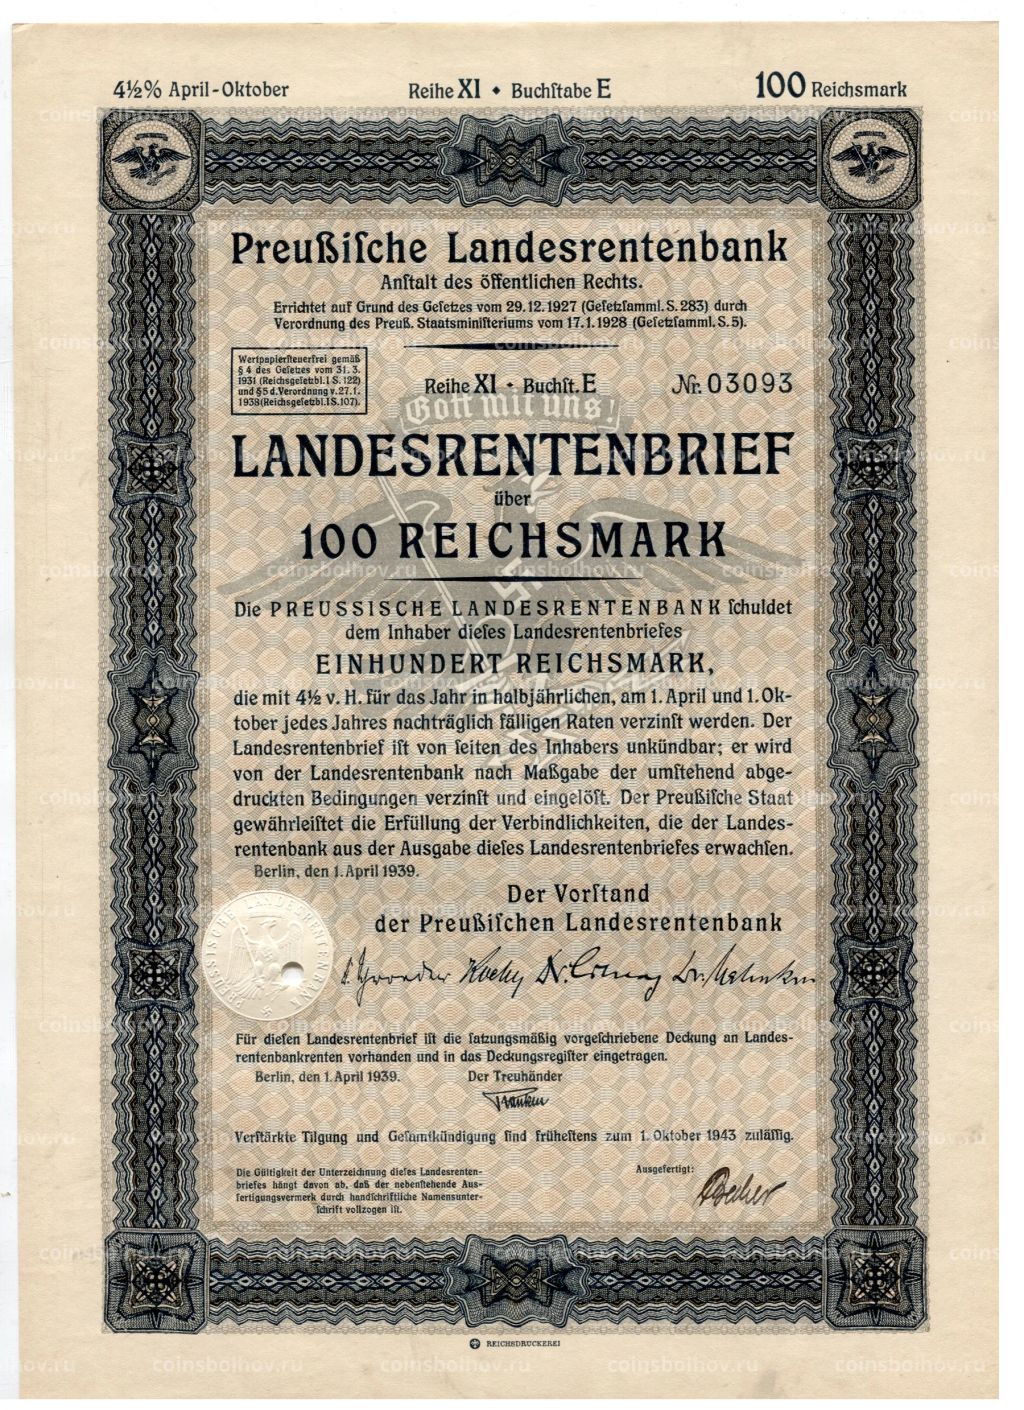 4½% April-Oktober Reihe XI • Buchſtabe E 100 Reichsmark
Preußiſche Landesrentenbank
Anſtalt des öffentlichen Rechts.
Errichtet auf Grund des Geſetzes vom 29.12.1927 (Geſetzſamml. S. 283) durch
Verordnung des Preuß. Staatsminiſteriums vom 17.1.1928 (Geſetzſamml. S. 5).
Wertpapierſteuerfrei gemäß
§ 4 des Geſetzes vom 31. 3.
1931 (Reichsgeſetzbl. I S. 122)
und § 5 d. Verordnung v. 27. 1.
1938 (Reichsgeſetzbl. I S. 107).
Reihe XI • Buchſt. E Nr. 03093
Gott mit uns!
LANDESRENTENBRIEF
über
100 REICHSMARK
Die PREUSSISCHE LANDESRENTENBANK ſchuldet
dem Inhaber dieſes Landesrentenbriefes
EINHUNDERT REICHSMARK,
die mit 4½ v. H. für das Jahr in halbjährlichen, am 1. April und 1. Ok-
tober jedes Jahres nachträglich fälligen Raten verzinſt werden. Der
Landesrentenbrief iſt von ſeiten des Inhabers unkündbar; er wird
von der Landesrentenbank nach Maßgabe der umſtehend abge-
druckten Bedingungen verzinſt und eingelöſt. Der Preußiſche Staat
gewährleiſtet die Erfüllung der Verbindlichkeiten, die der Landes-
rentenbank aus der Ausgabe dieſes Landesrentenbriefes erwachſen.
Berlin, den 1. April 1939.
Der Vorſtand
der Preußiſchen Landesrentenbank
PREUSSISCHE LANDESRENTENBANK
Für dieſen Landesrentenbrief iſt die ſatzungsmäßig vorgeſchriebene Deckung an Landes-
rentenbankrenten vorhanden und in das Deckungsregiſter eingetragen.
Berlin, den 1. April 1939. Der Treuhänder
Verſtärkte Tilgung und Geſamtkündigung ſind früheſtens zum 1. Oktober 1943 zuläſſig.
Die Gültigkeit der Unterzeichnung dieſes Landesrenten-
briefes hängt davon ab, daß der nebenſtehende Aus-
fertigungsvermerk durch handſchriftliche Namensunter-
ſchrift vollzogen iſt.
Ausgefertigt:
REICHSDRUCKEREI
coinsbolhov.ru